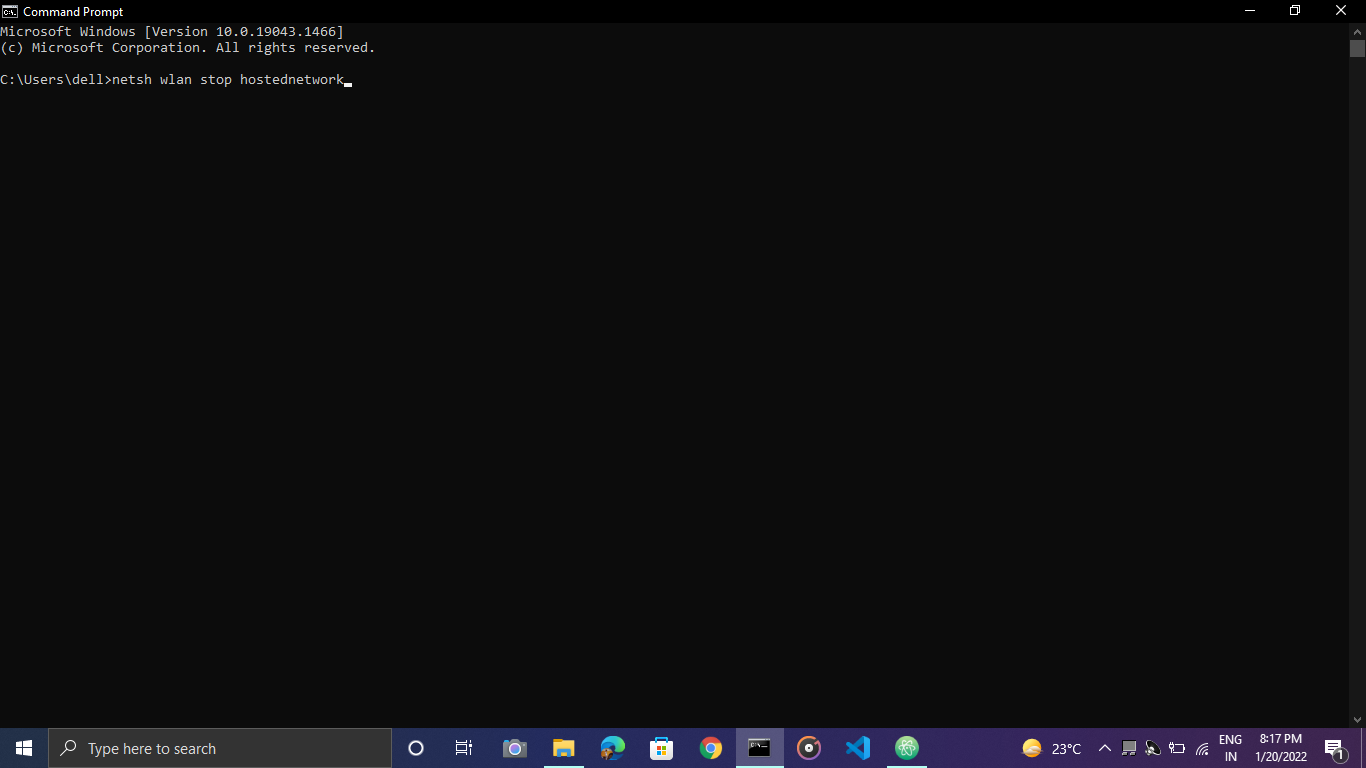 Command Prompt
Microsoft Windows [Version 10.0.19043.1466]
(c) Microsoft Corporation. All rights reserved.
C:\Users\dell>netsh wlan stop hostednetwork
Type here to search
23°C
ENG
IN
8:17 PM
1/20/2022
1